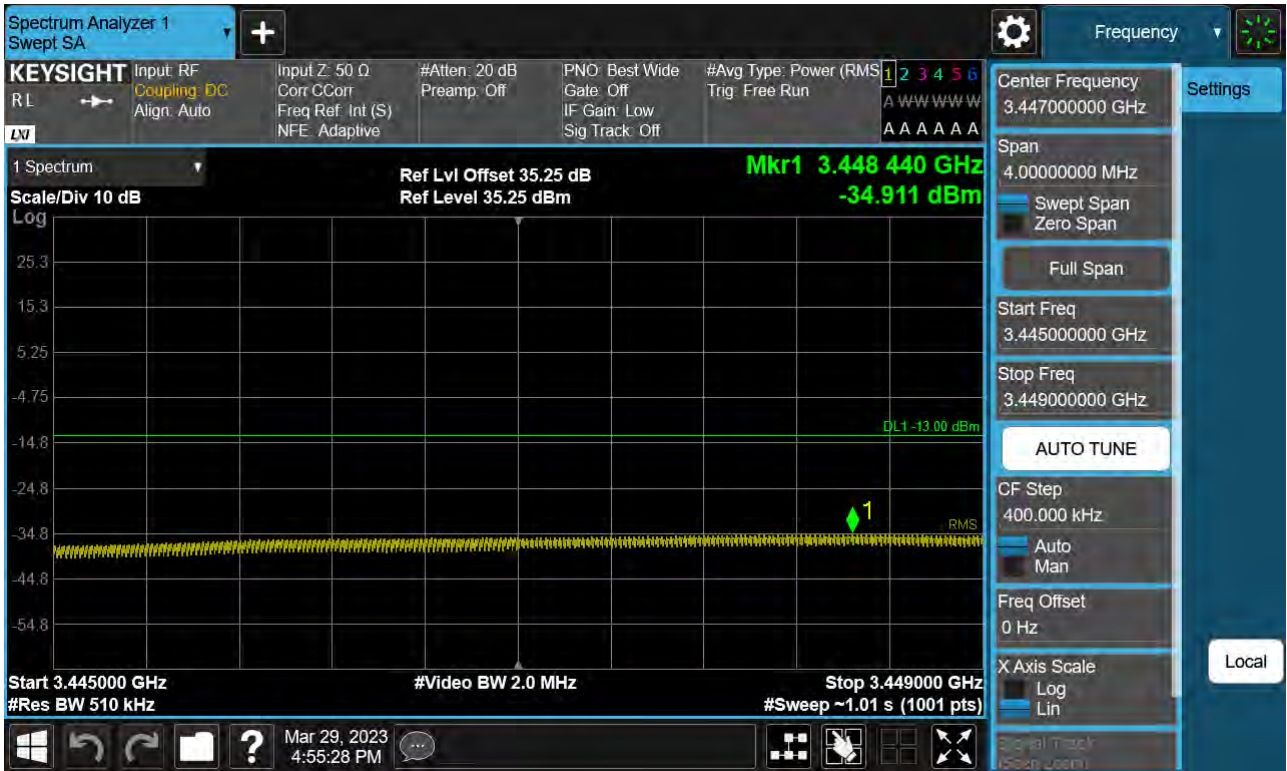 Spectrum Analyzer 1
Swept SA
+
Frequency
KEYSIGHT
RL
LXI
Input: RF
Coupling: DC
Align: Auto
Input Z: 50 Ω
Corr CCorr
Freq Ref: Int (S)
NFE: Adaptive
#Atten: 20 dB
Preamp: Off
PNO: Best Wide
Gate: Off
IF Gain: Low
Sig Track: Off
#Avg Type: Power (RMS
Trig: Free Run
1 2 3 4 5 6
A W W W W W
A A A A A A
1 Spectrum
Scale/Div 10 dB
Log
Ref Lvl Offset 35.25 dB
Ref Level 35.25 dBm
Mkr1 3.448 440 GHz
-34.911 dBm
25.3
15.3
5.25
-4.75
-14.8
-24.8
-34.8
-44.8
-54.8
DL1 -13.00 dBm
1
RMS
Start 3.445000 GHz
#Res BW 510 kHz
#Video BW 2.0 MHz
Stop 3.449000 GHz
#Sweep ~1.01 s (1001 pts)
Center Frequency
3.447000000 GHz
Span
4.00000000 MHz
Swept Span
Zero Span
Full Span
Start Freq
3.445000000 GHz
Stop Freq
3.449000000 GHz
AUTO TUNE
CF Step
400.000 kHz
Auto
Man
Freq Offset
0 Hz
X Axis Scale
Log
Lin
Signal Track
(Span Zoom)
Settings
Local
?
Mar 29, 2023
4:55:28 PM